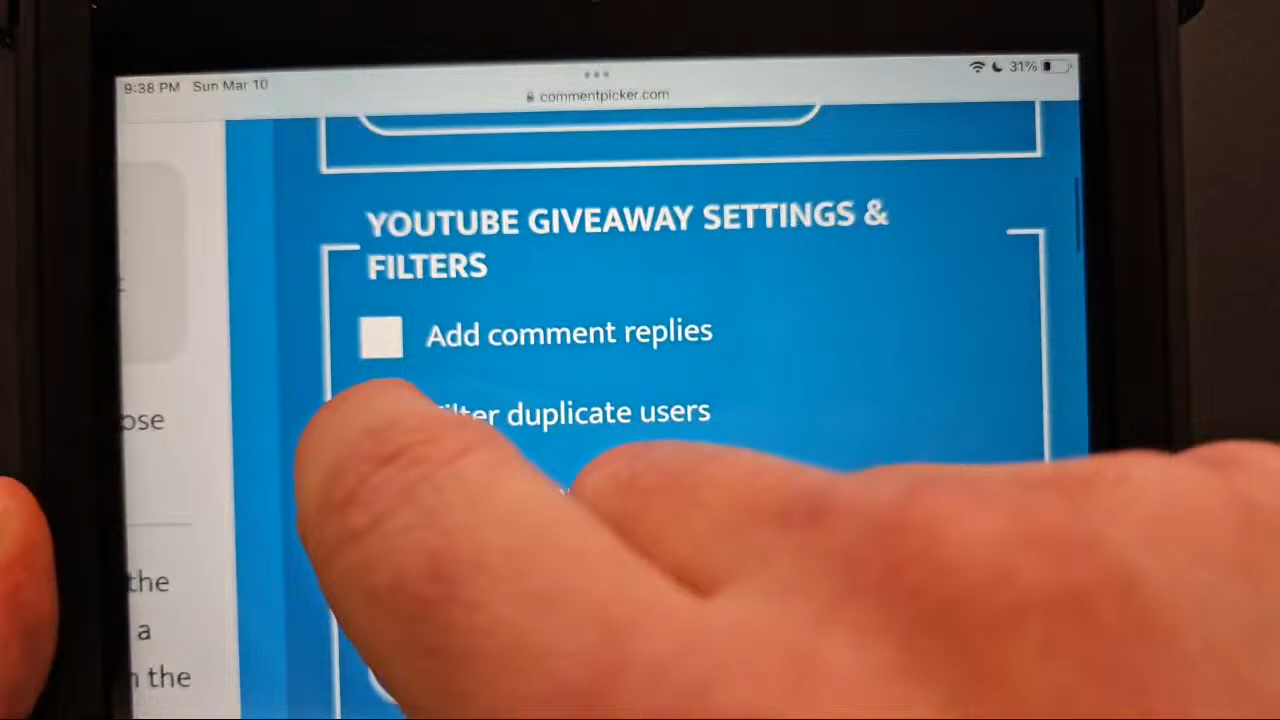 9:38 PM Sun Mar 10
31%
commentpicker.com
YOUTUBE GIVEAWAY SETTINGS &
FILTERS
Add comment replies
duplicate users
the
a
the